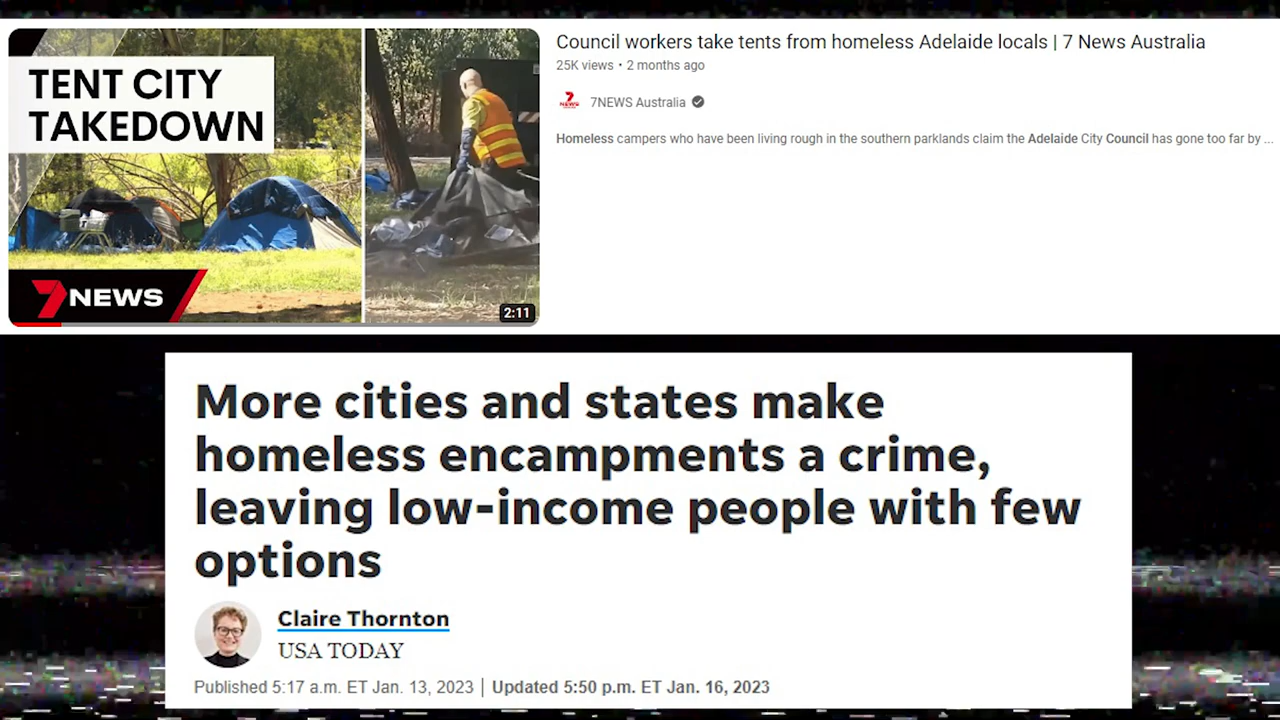 TENT CITY
TAKEDOWN
7NEWS
2:11
Council workers take tents from homeless Adelaide locals | 7 News Australia
25K views • 2 months ago
7NEWS Australia
Homeless campers who have been living rough in the southern parklands claim the Adelaide City Council has gone too far by ...
More cities and states make
homeless encampments a crime,
leaving low-income people with few
options
Claire Thornton
USA TODAY
Published 5:17 a.m. ET Jan. 13, 2023 | Updated 5:50 p.m. ET Jan. 16, 2023